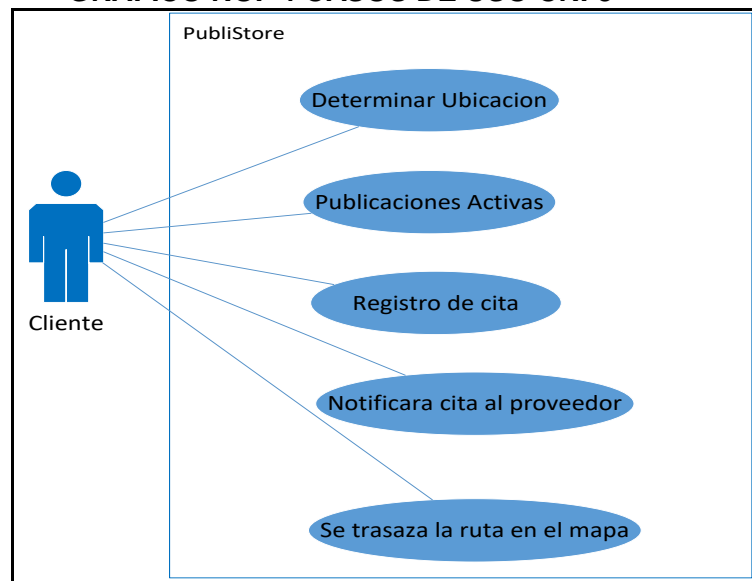 PubliStore
Determinar Ubicacion
Publicaciones Activas
Registro de cita
Cliente
Notificara cita al proveedor
Se trasaza la ruta en el mapa